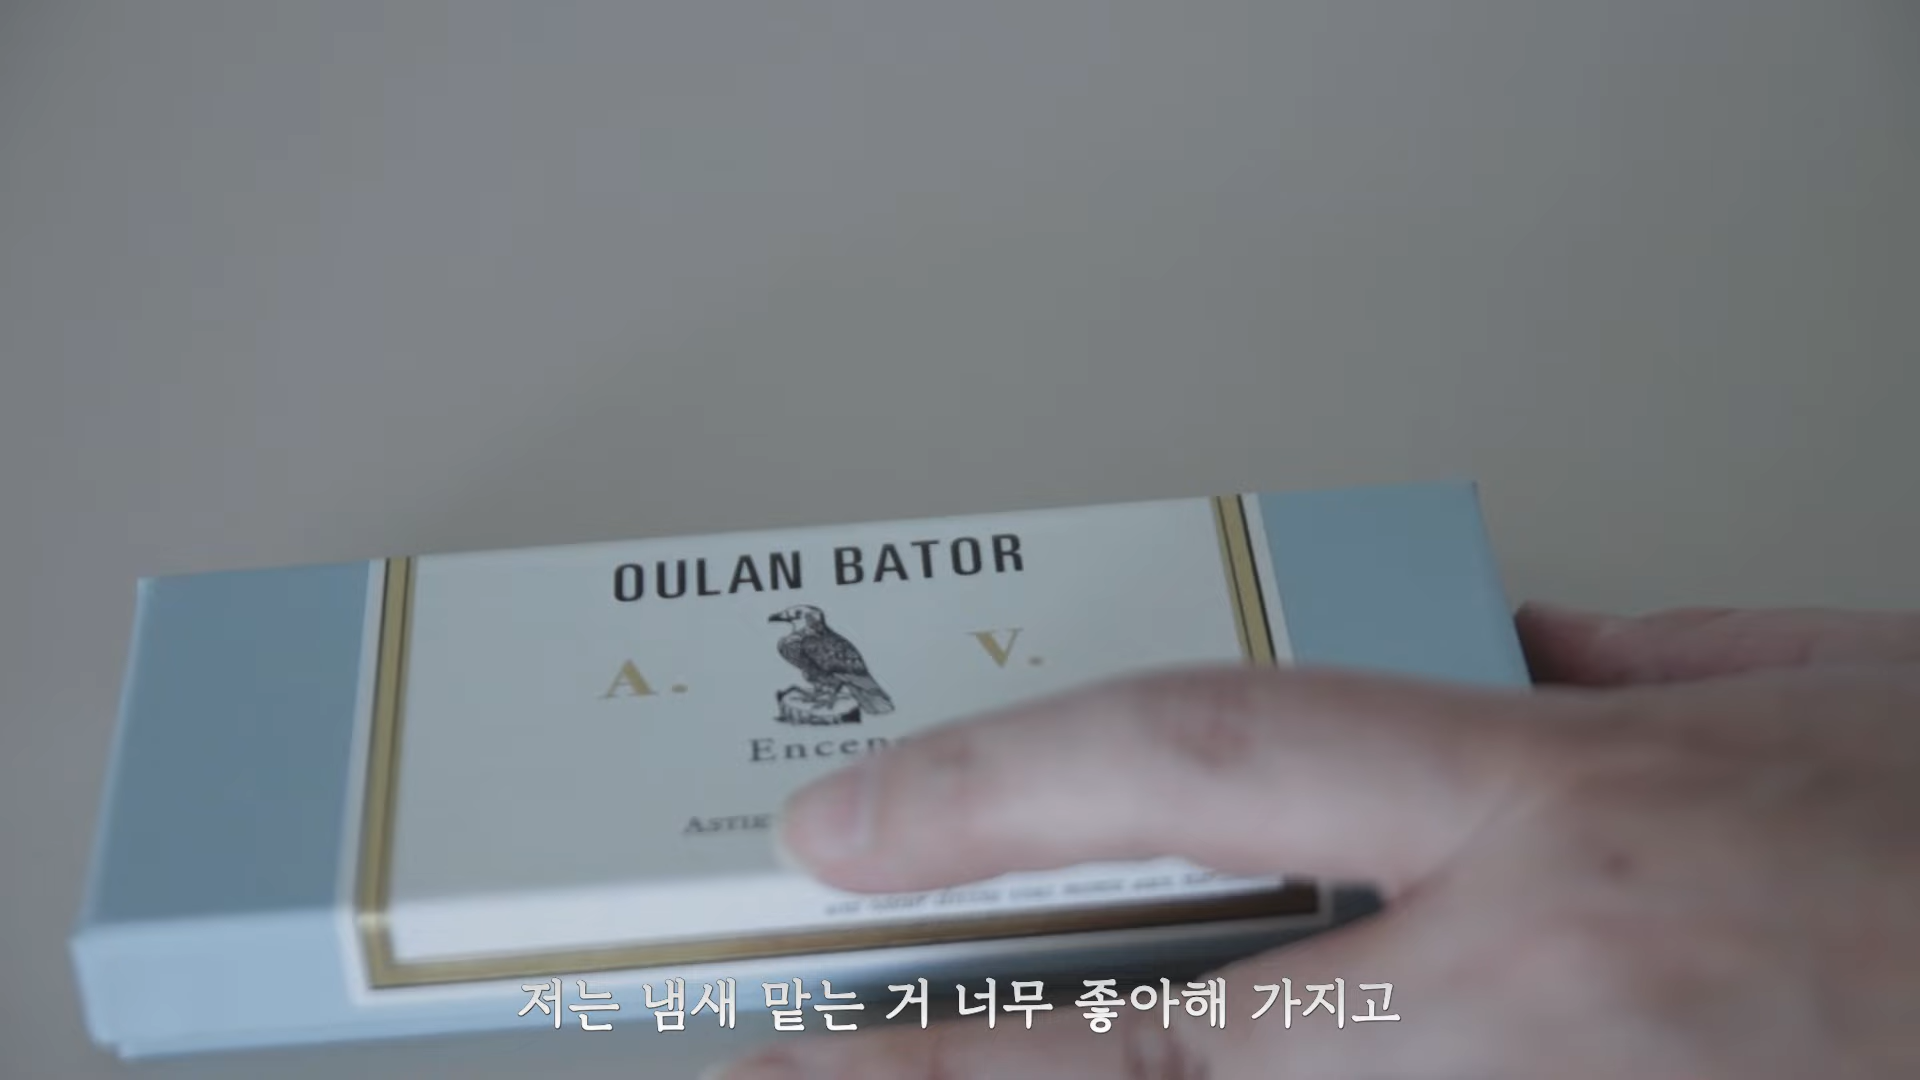 OULAN BATOR
A. V.
저는 냄새 맡는 거 너무 좋아해 가지고